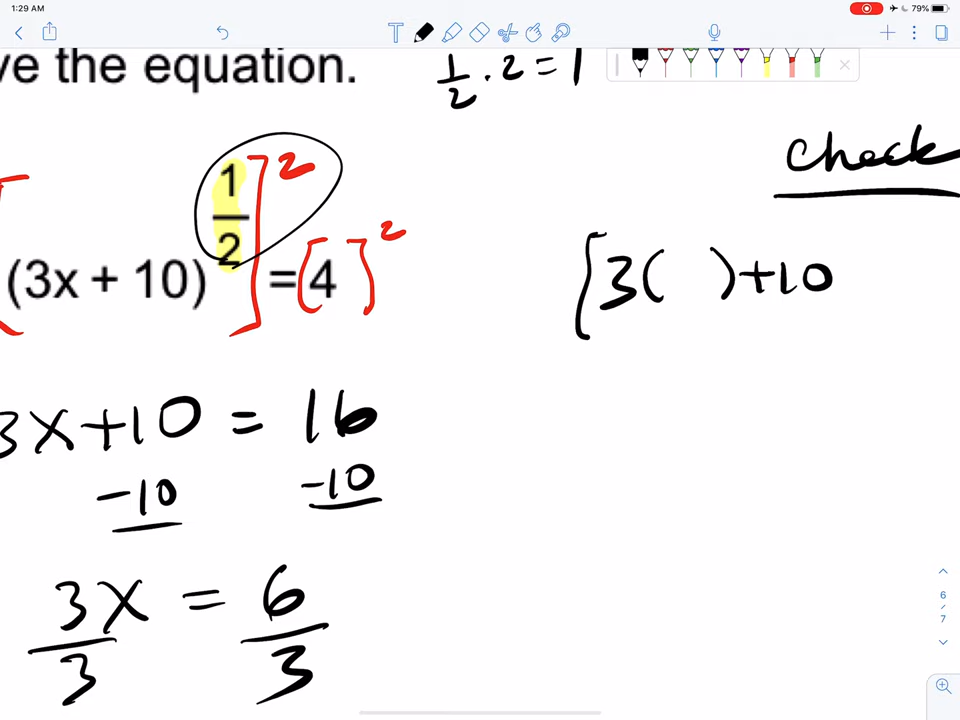 1:29 AM
79%
ve the equation.
1/2 · 2 = 1
check
[(3x + 10)^(1/2)]^2 = [4]^2
[3( )+10
3x+10 = 16
-10 -10
3x = 6
3 3
6 / 7